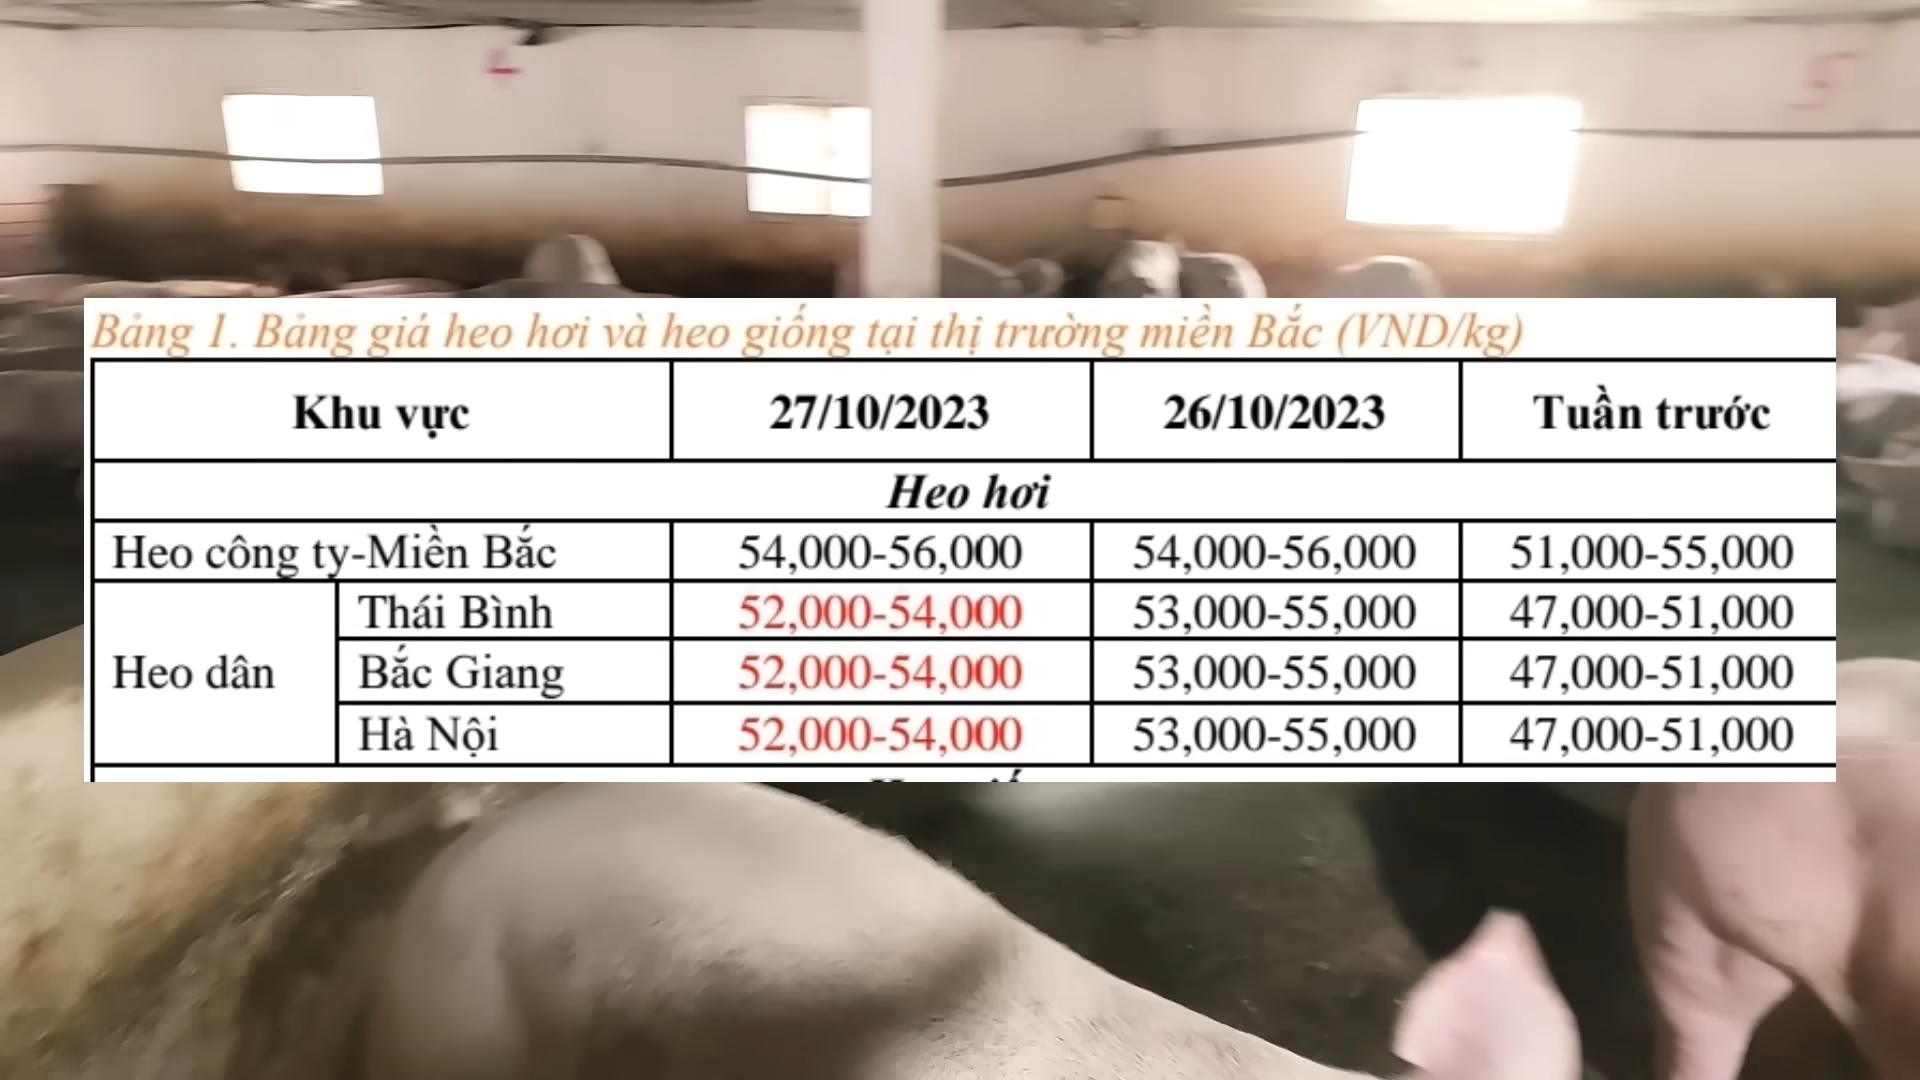 4
5
Bảng 1. Bảng giá heo hơi và heo giống tại thị trường miền Bắc (VND/kg)
Khu vực 27/10/2023 26/10/2023 Tuần trước
Heo hơi
Heo công ty-Miền Bắc 54,000-56,000 54,000-56,000 51,000-55,000
Heo dân
Thái Bình 52,000-54,000 53,000-55,000 47,000-51,000
Bắc Giang 52,000-54,000 53,000-55,000 47,000-51,000
Hà Nội 52,000-54,000 53,000-55,000 47,000-51,000